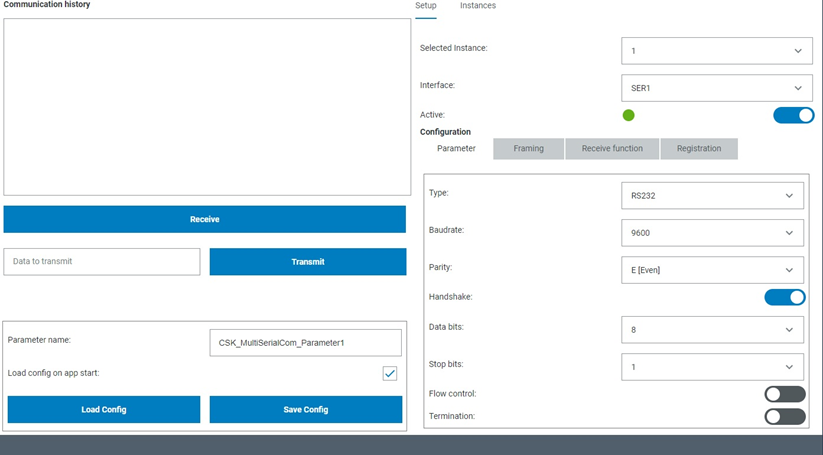 Communication history
Receive
Data to transmit
Transmit
Parameter name:
CSK_MultiSerialCom_Parameter1
Load config on app start:
Load Config
Save Config
Setup
Instances
Selected Instance:
1
Interface:
SER1
Active:
Configuration
Parameter
Framing
Receive function
Registration
Type:
RS232
Baudrate:
9600
Parity:
E [Even]
Handshake:
Data bits:
8
Stop bits:
1
Flow control:
Termination: